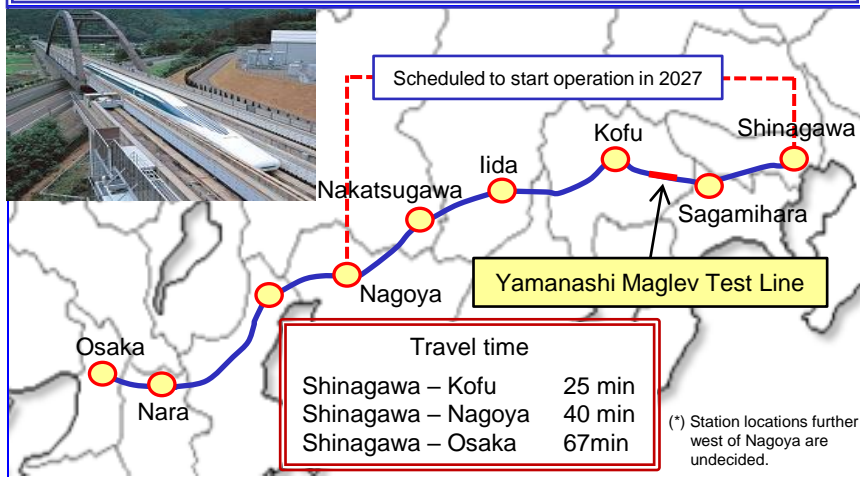 Scheduled to start operation in 2027
Shinagawa
Kofu
Iida
Nakatsugawa
Sagamihara
Yamanashi Maglev Test Line
Nagoya
Osaka
Nara
Travel time
Shinagawa – Kofu 25 min
Shinagawa – Nagoya 40 min
Shinagawa – Osaka 67min
(*) Station locations further
west of Nagoya are
undecided.